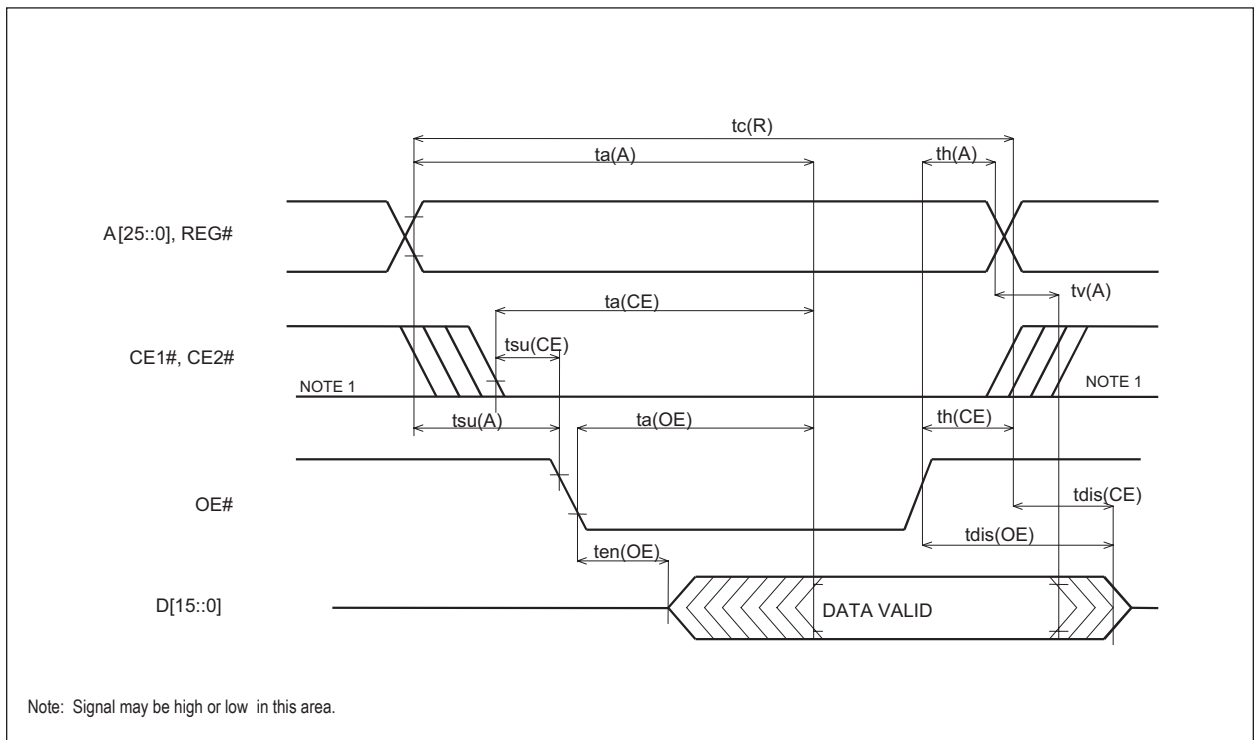 tc(R)
ta(A)
th(A)
A[25::0], REG#
tv(A)
ta(CE)
tsu(CE)
CE1#, CE2#
NOTE 1
NOTE 1
tsu(A)
ta(OE)
th(CE)
OE#
tdis(CE)
tdis(OE)
ten(OE)
D[15::0]
DATA VALID
Note: Signal may be high or low in this area.